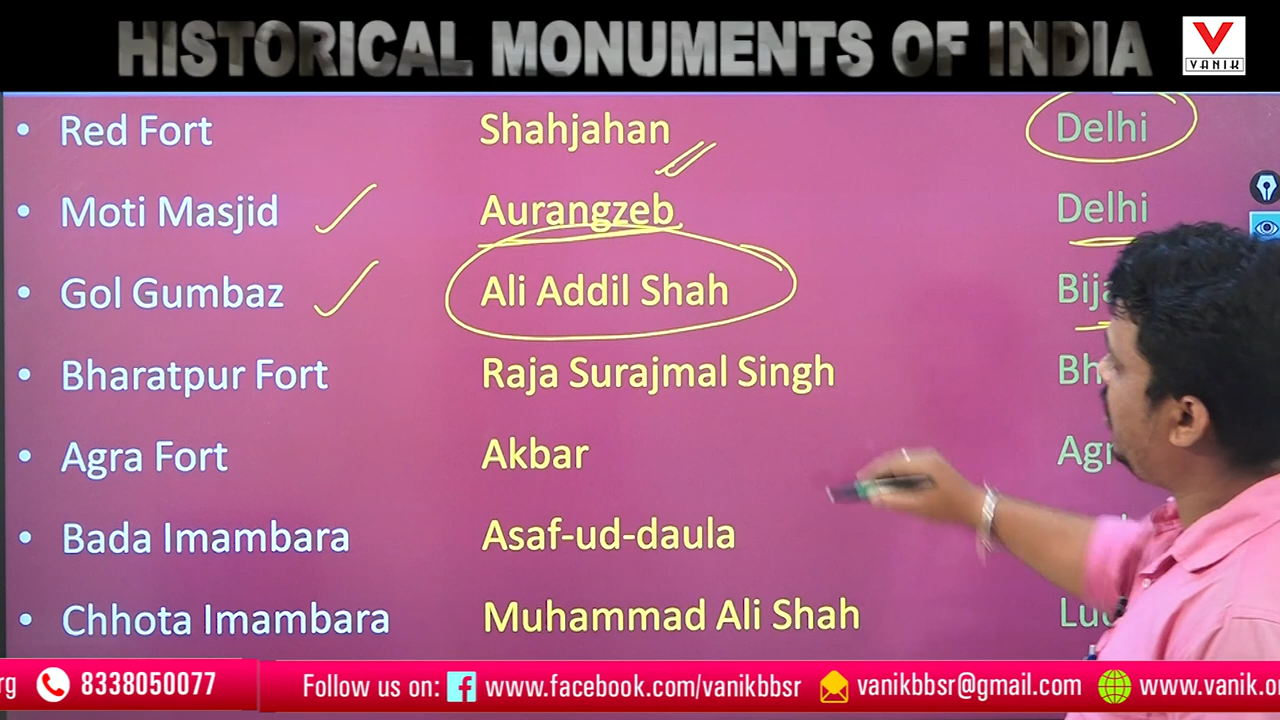 HISTORICAL MONUMENTS OF INDIA
VANIK
• Red Fort Shahjahan Delhi
• Moti Masjid Aurangzeb Delhi
• Gol Gumbaz Ali Addil Shah
• Bharatpur Fort Raja Surajmal Singh
• Agra Fort Akbar
• Bada Imambara Asaf-ud-daula
• Chhota Imambara Muhammad Ali Shah
8338050077 Follow us on: www.facebook.com/vanikbbsr vanikbbsr@gmail.com